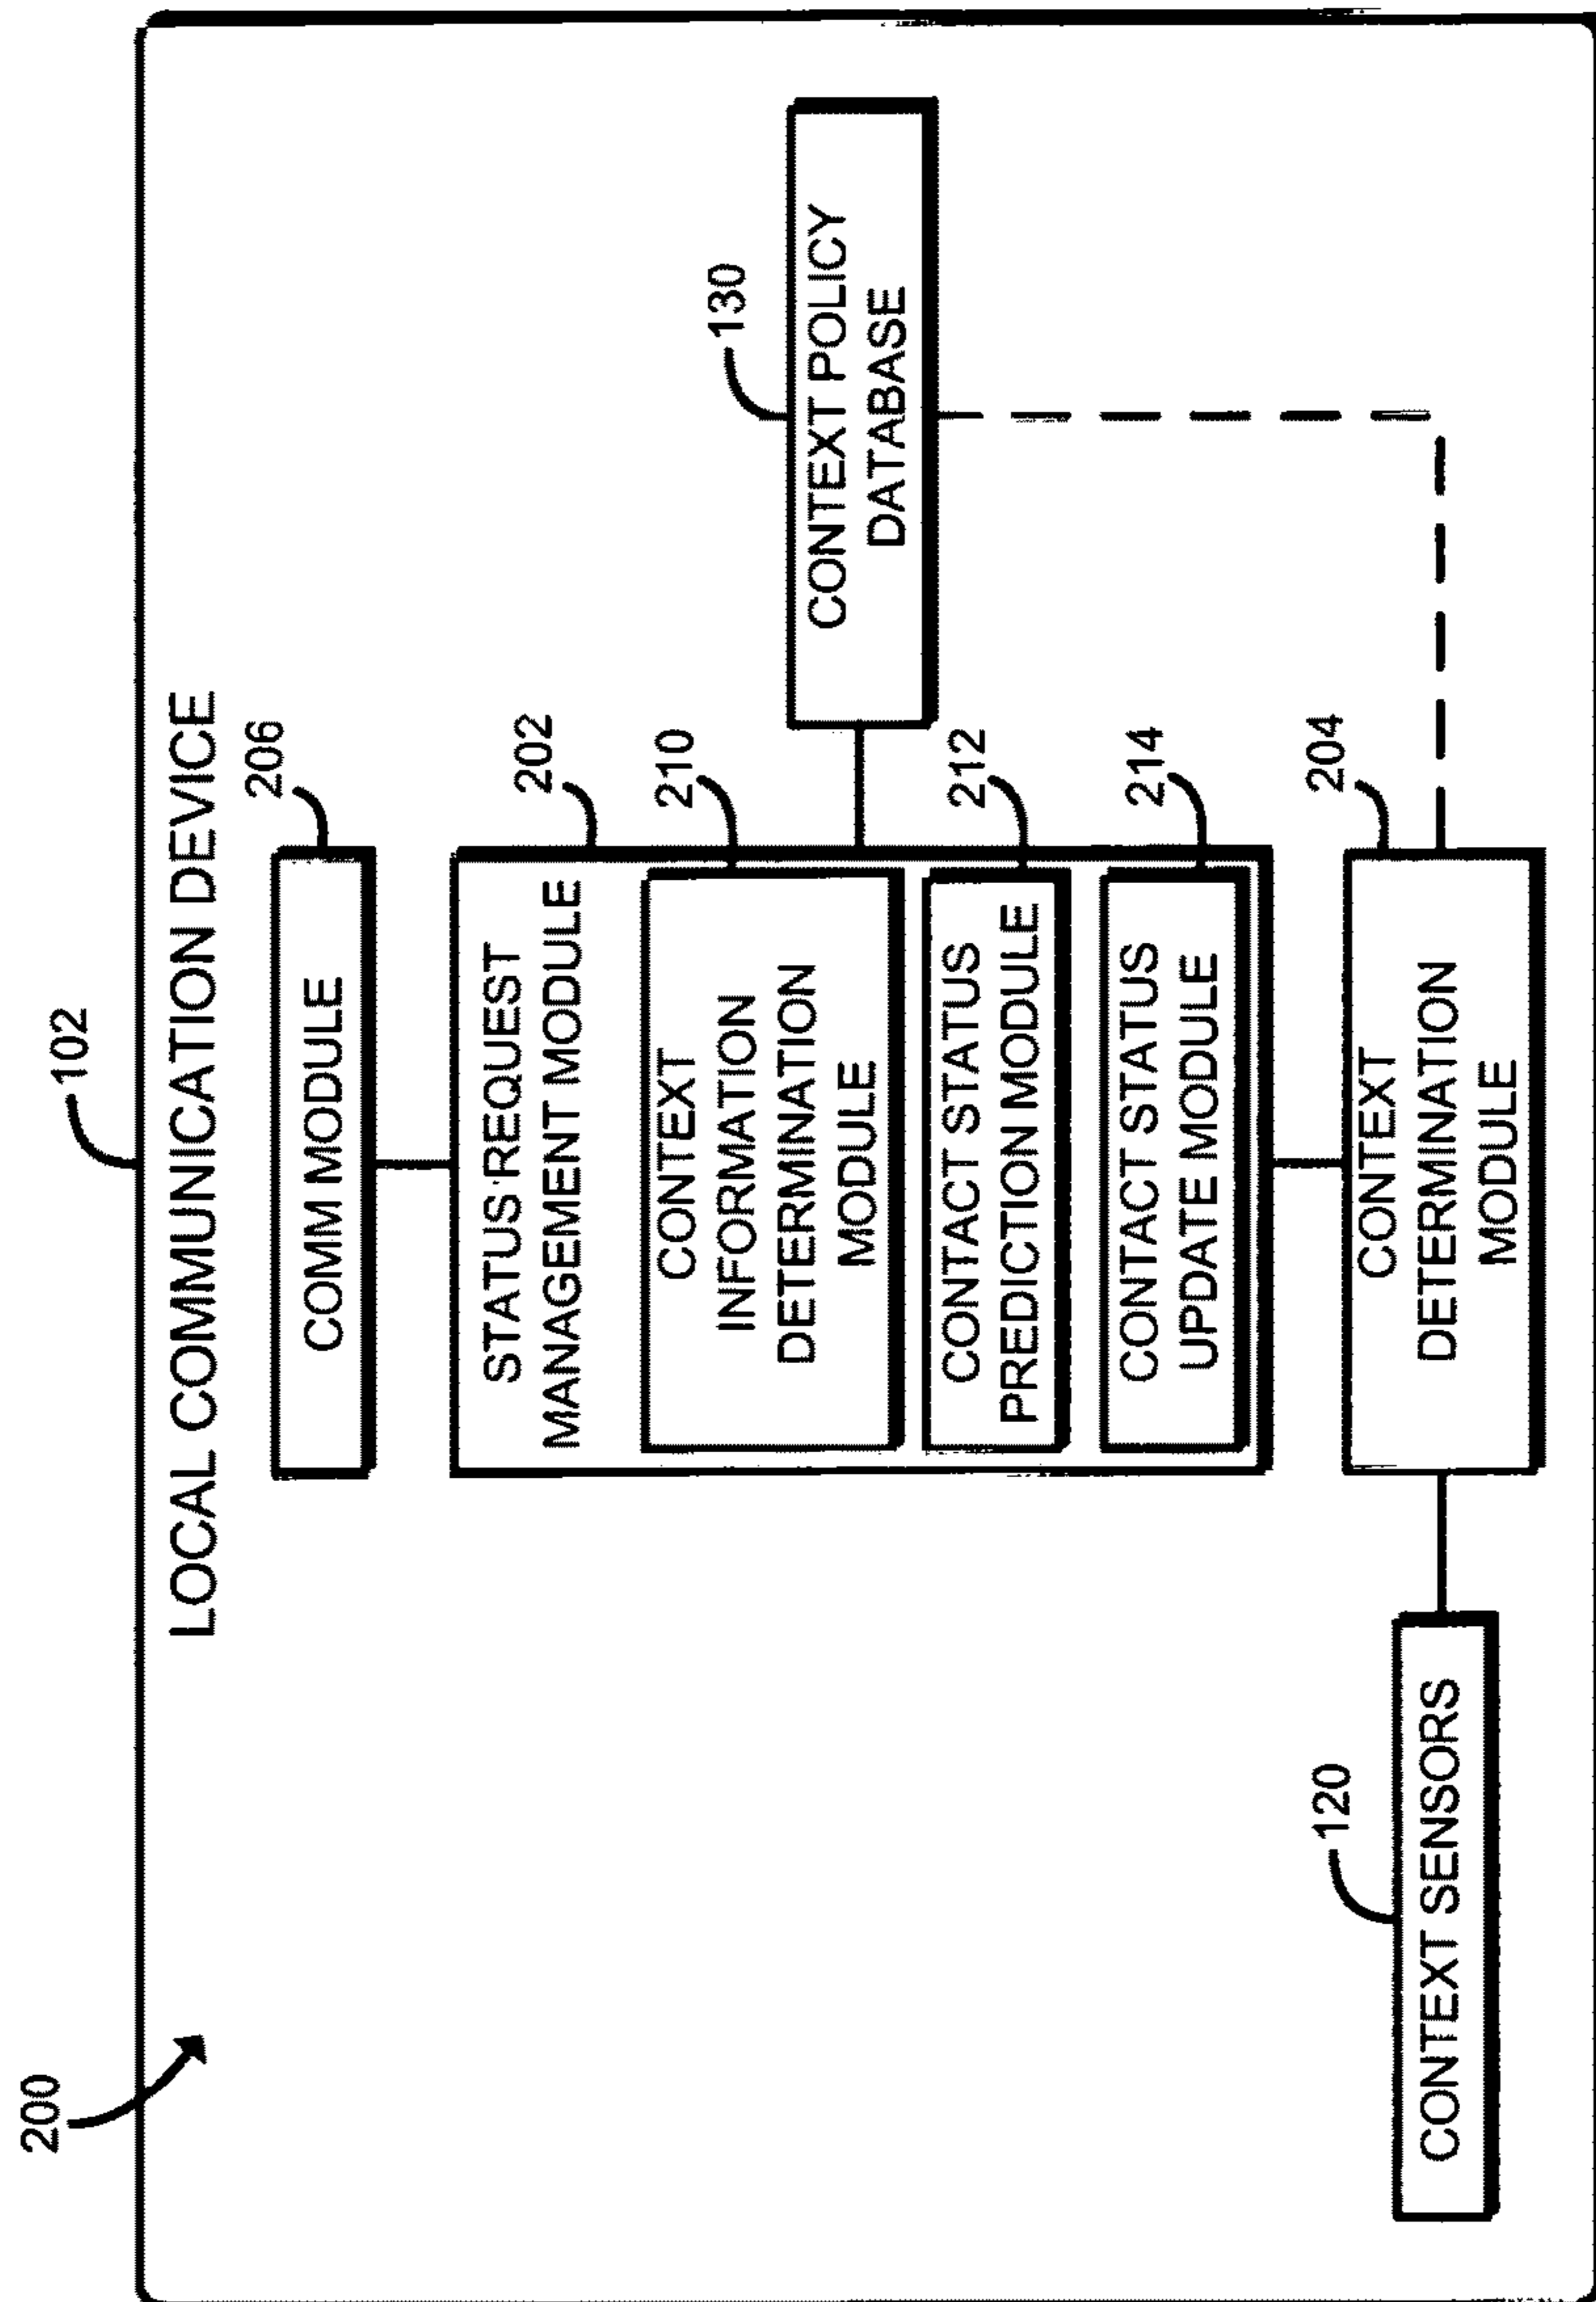 200
102
LOCAL COMMUNICATION DEVICE
206
COMM MODULE
202
STATUS REQUEST
MANAGEMENT MODULE
210
CONTEXT
INFORMATION
DETERMINATION
MODULE
130
CONTEXT POLICY
DATABASE
212
CONTACT STATUS
PREDICTION MODULE
214
CONTACT STATUS
UPDATE MODULE
120
CONTEXT SENSORS
204
CONTEXT
DETERMINATION
MODULE